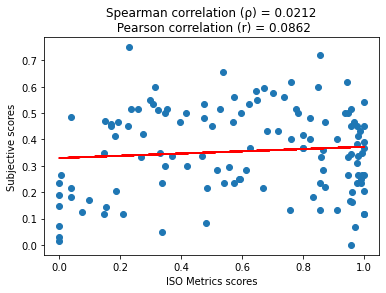 Spearman correlation (ρ) = 0.0212
Pearson correlation (r) = 0.0862
Subjective scores
0.7
0.6
0.5
0.4
0.3
0.2
0.1
0.0
0.0 0.2 0.4 0.6 0.8 1.0
ISO Metrics scores